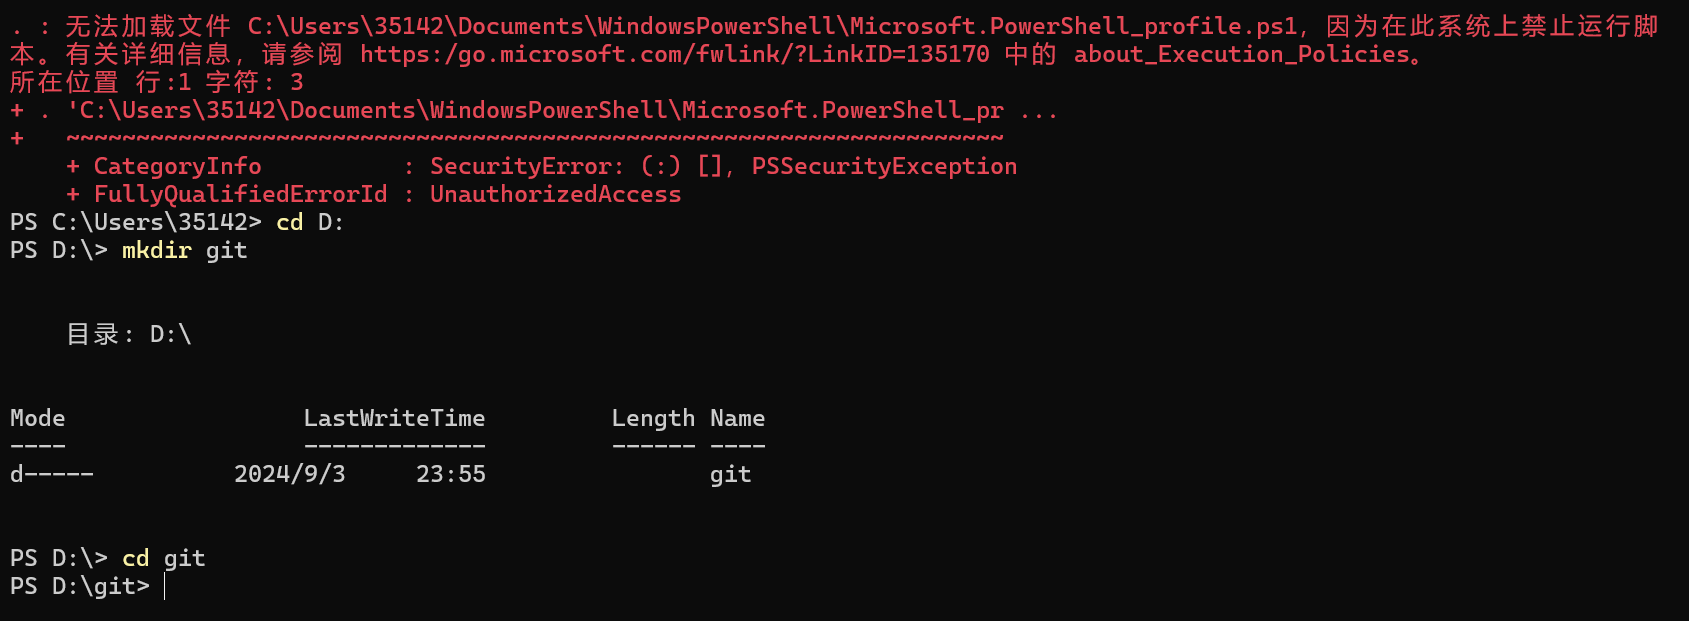 . : 无法加载文件 C:\Users\35142\Documents\WindowsPowerShell\Microsoft.PowerShell_profile.ps1，因为在此系统上禁止运行脚
本。有关详细信息，请参阅 https:/go.microsoft.com/fwlink/?LinkID=135170 中的 about_Execution_Policies。
所在位置 行:1 字符: 3
+ . 'C:\Users\35142\Documents\WindowsPowerShell\Microsoft.PowerShell_pr ...
+   ~~~~~~~~~~~~~~~~~~~~~~~~~~~~~~~~~~~~~~~~~~~~~~~~~~~~~~~~~~~~~~~~~~~
    + CategoryInfo          : SecurityError: (:) [], PSSecurityException
    + FullyQualifiedErrorId : UnauthorizedAccess
PS C:\Users\35142> cd D:
PS D:\> mkdir git
    目录: D:\
Mode                 LastWriteTime         Length Name
----                 -------------         ------ ----
d-----          2024/9/3     23:55                git
PS D:\> cd git
PS D:\git>